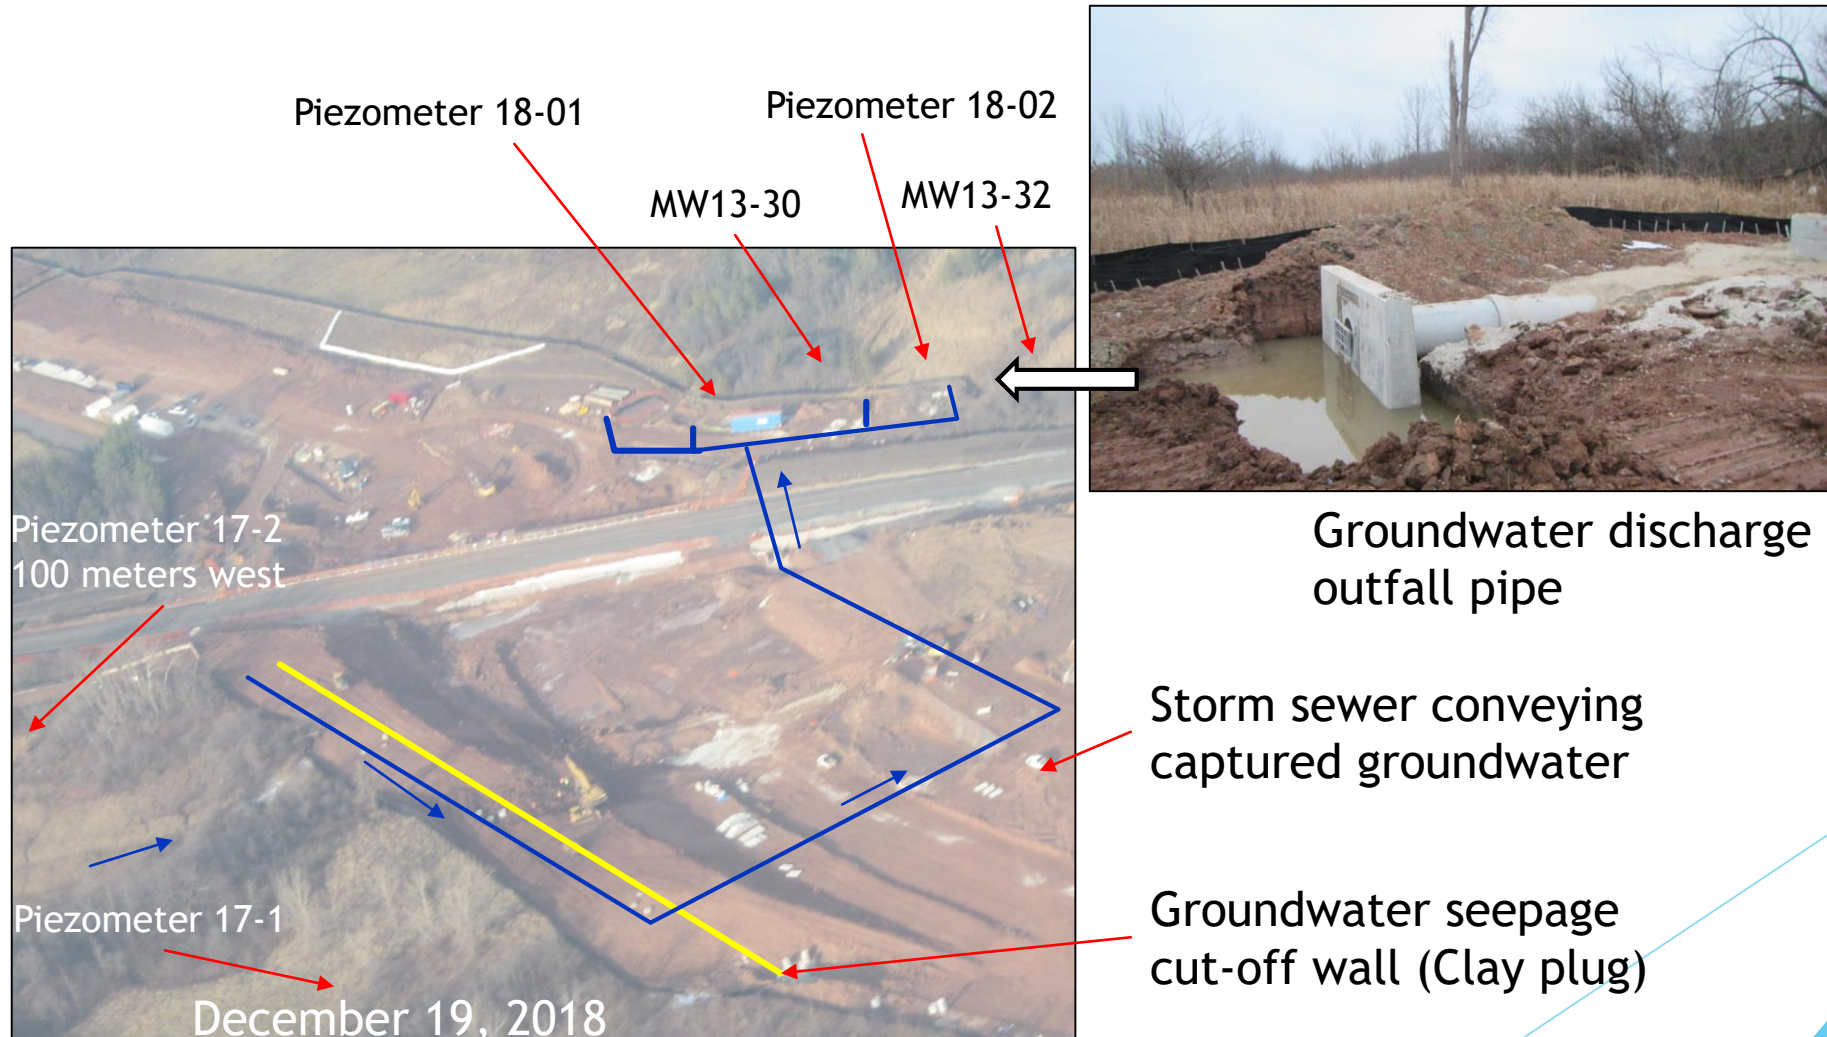 Piezometer 18-01
Piezometer 18-02
MW13-30
MW13-32
Piezometer 17-2
100 meters west
Piezometer 17-1
December 19, 2018
Groundwater discharge
outfall pipe
Storm sewer conveying
captured groundwater
Groundwater seepage
cut-off wall (Clay plug)